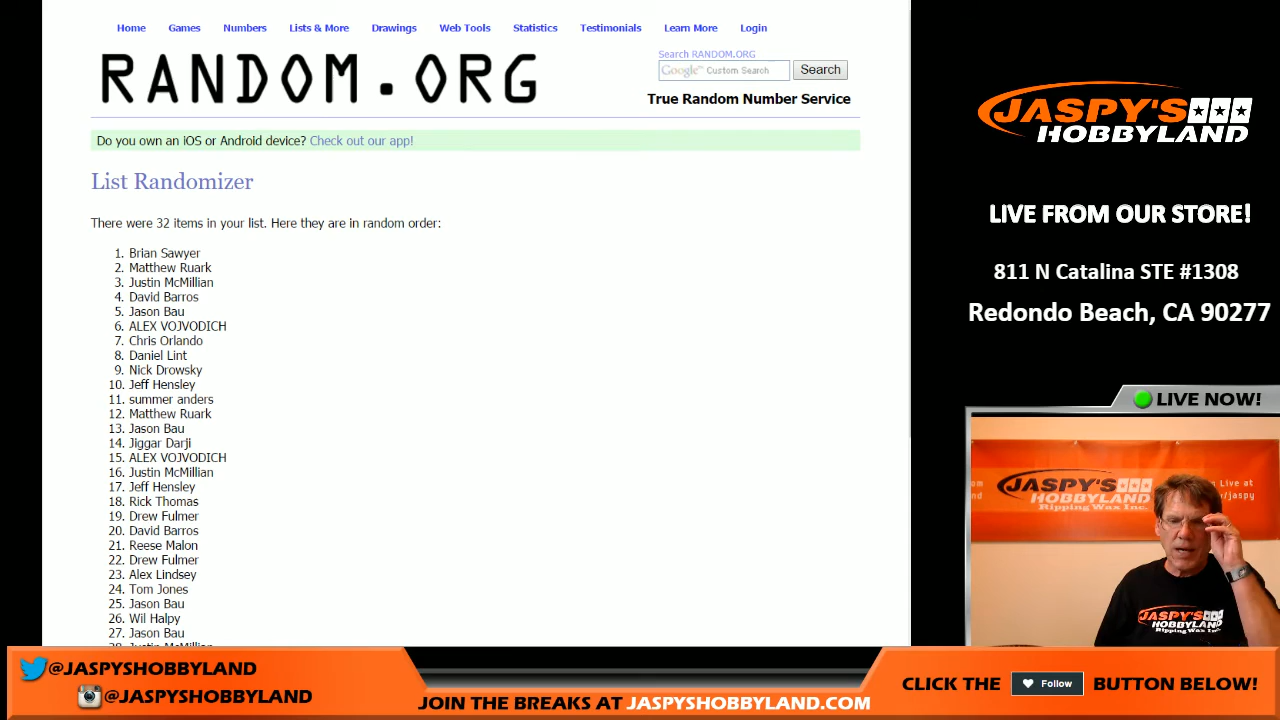 Home Games Numbers Lists & More Drawings Web Tools Statistics Testimonials Learn More Login
RANDOM.ORG
Search RANDOM.ORG
Google™ Custom Search Search
True Random Number Service
Do you own an iOS or Android device? Check out our app!
List Randomizer
There were 32 items in your list. Here they are in random order:
1. Brian Sawyer
2. Matthew Ruark
3. Justin McMillian
4. David Barros
5. Jason Bau
6. ALEX VOJVODICH
7. Chris Orlando
8. Daniel Lint
9. Nick Drowsky
10. Jeff Hensley
11. summer anders
12. Matthew Ruark
13. Jason Bau
14. Jiggar Darji
15. ALEX VOJVODICH
16. Justin McMillian
17. Jeff Hensley
18. Rick Thomas
19. Drew Fulmer
20. David Barros
21. Reese Malon
22. Drew Fulmer
23. Alex Lindsey
24. Tom Jones
25. Jason Bau
26. Wil Halpy
27. Jason Bau
28. Justin McMillian
JASPY'S
HOBBYLAND
LIVE FROM OUR STORE!
811 N Catalina STE #1308
Redondo Beach, CA 90277
LIVE NOW!
JASPY'S
HOBBYLAND
Ripping Wax Inc.
Live at
/jaspy
JASPY'S
HOBBYLAND
Ripping Wax Inc.
@JASPYSHOBBYLAND
@JASPYSHOBBYLAND
JOIN THE BREAKS AT JASPYSHOBBYLAND.COM
CLICK THE Follow BUTTON BELOW!